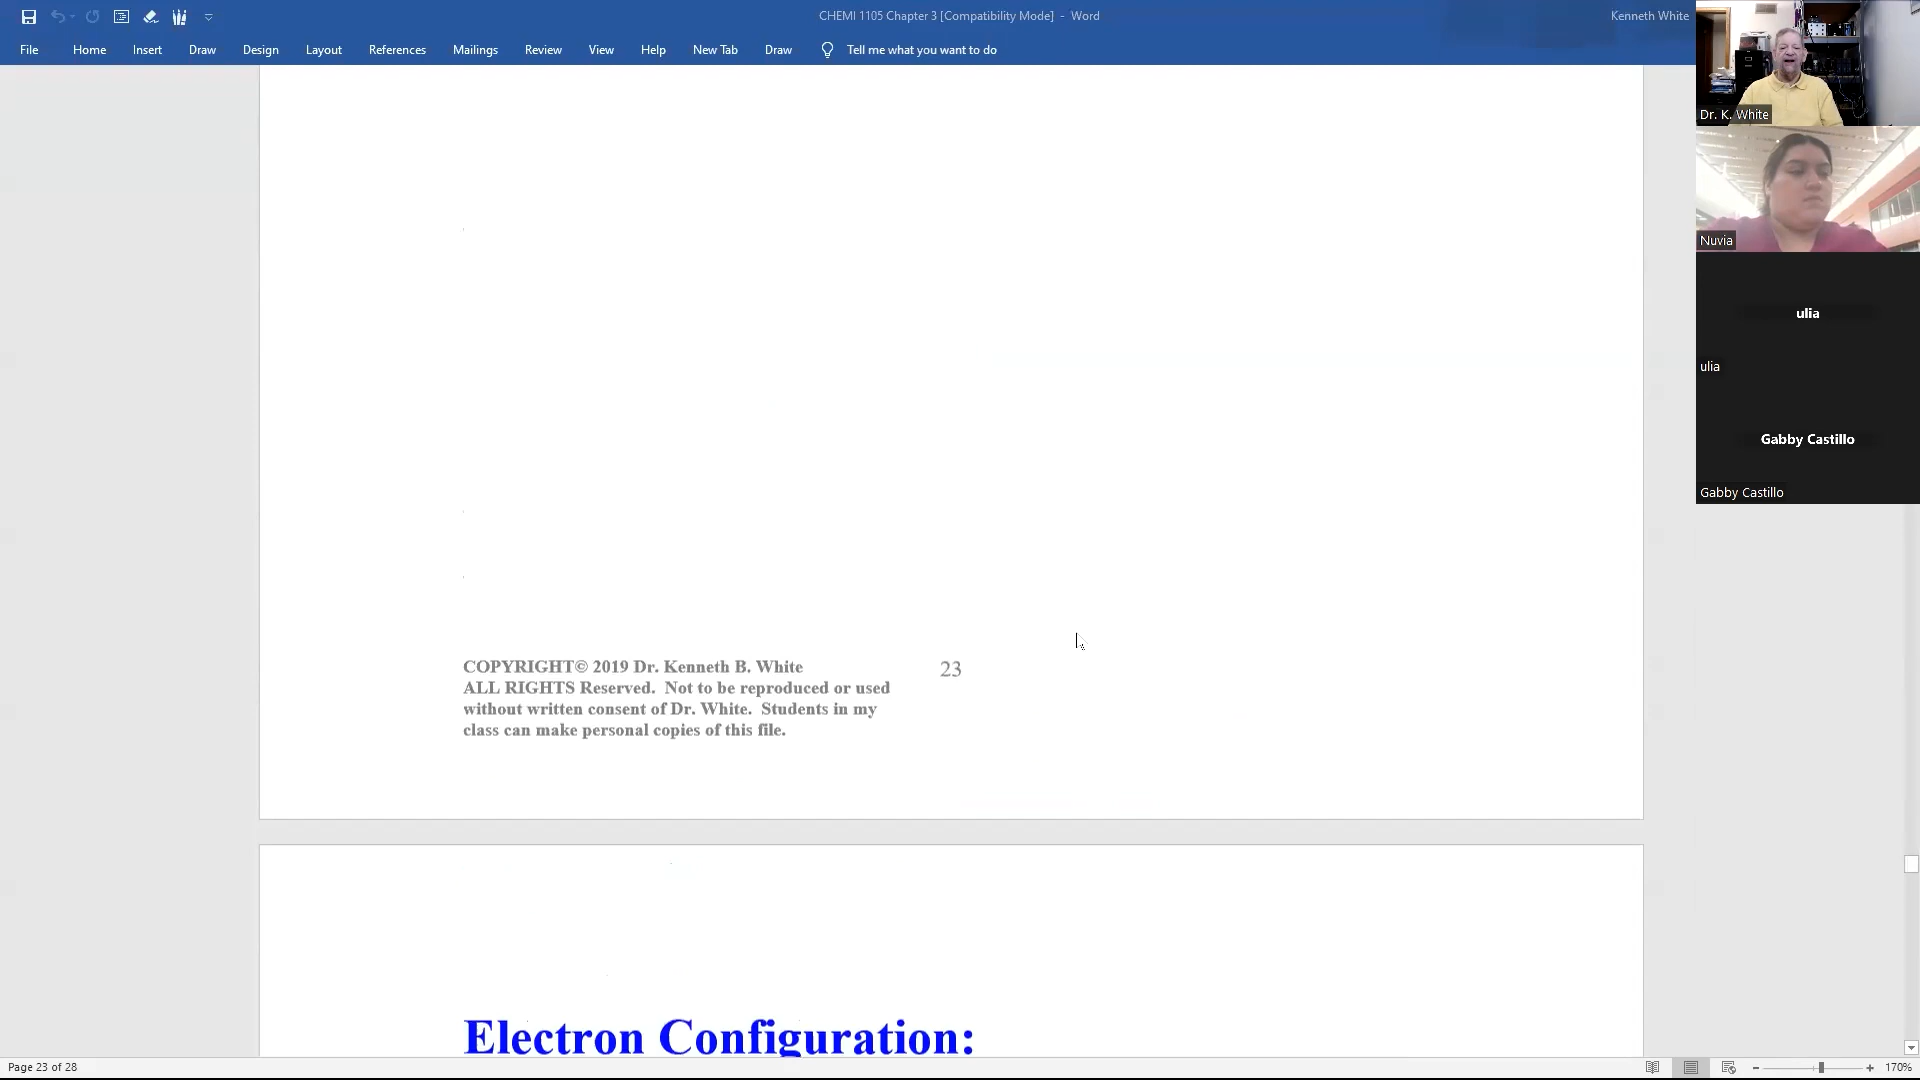 CHEMI 1105 Chapter 3 [Compatibility Mode] - Word
Kenneth White
File Home Insert Draw Design Layout References Mailings Review View Help New Tab Draw Tell me what you want to do
Dr. K. White
Nuvia
ulia
ulia
Gabby Castillo
Gabby Castillo
COPYRIGHT© 2019 Dr. Kenneth B. White
23
ALL RIGHTS Reserved. Not to be reproduced or used
without written consent of Dr. White. Students in my
class can make personal copies of this file.
Electron Configuration:
Page 23 of 28
170%